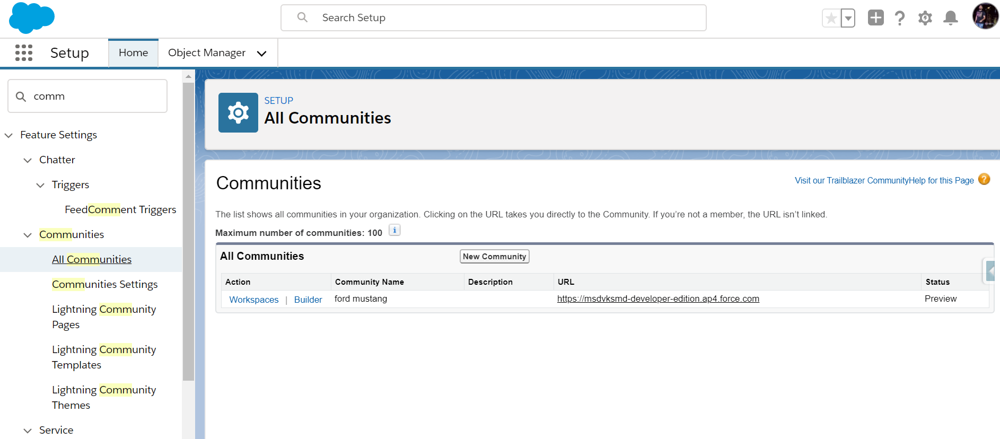 Search Setup
Setup
Home
Object Manager
comm
Feature Settings
Chatter
Triggers
FeedComment Triggers
Communities
All Communities
Communities Settings
Lightning Community
Pages
Lightning Community
Templates
Lightning Community
Themes
Service
SETUP
All Communities
Communities
Visit our Trailblazer CommunityHelp for this Page
The list shows all communities in your organization. Clicking on the URL takes you directly to the Community. If you’re not a member, the URL isn’t linked.
Maximum number of communities: 100
All Communities New Community
Action Community Name Description URL Status
Workspaces | Builder ford mustang https://msdvksmd-developer-edition.ap4.force.com Preview